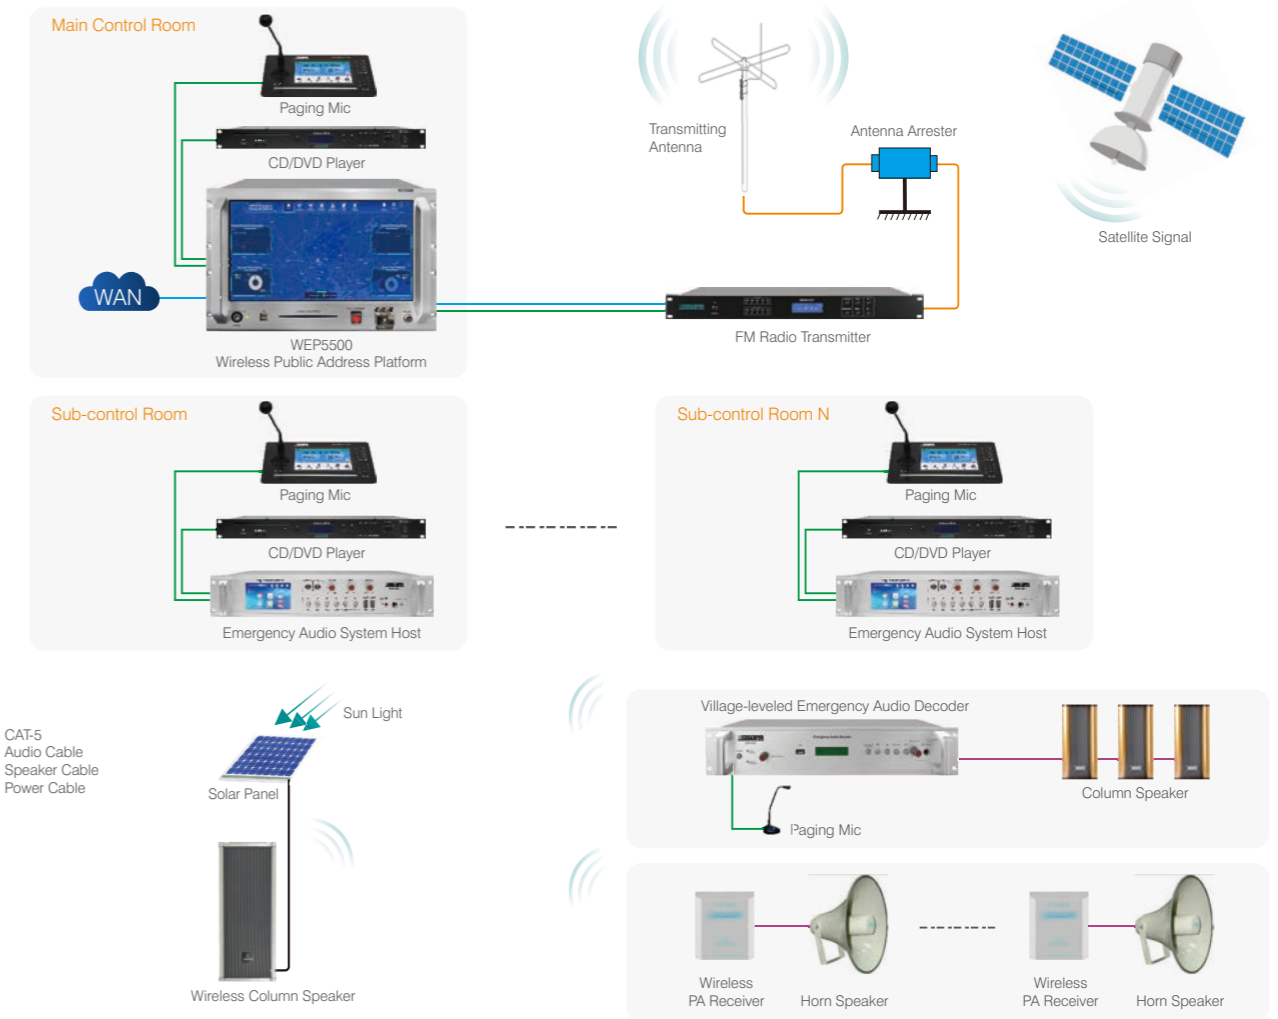 Main Control Room
Paging Mic
CD/DVD Player
WAN
WEP5500
Wireless Public Address Platform
Transmitting
Antenna
Antenna Arrester
Satellite Signal
FM Radio Transmitter
Sub-control Room
Paging Mic
CD/DVD Player
Emergency Audio System Host
Sub-control Room N
Paging Mic
CD/DVD Player
Emergency Audio System Host
CAT-5
Audio Cable
Speaker Cable
Power Cable
Sun Light
Solar Panel
Wireless Column Speaker
Village-leveled Emergency Audio Decoder
Paging Mic
Column Speaker
Wireless
PA Receiver
Horn Speaker
Wireless
PA Receiver
Horn Speaker